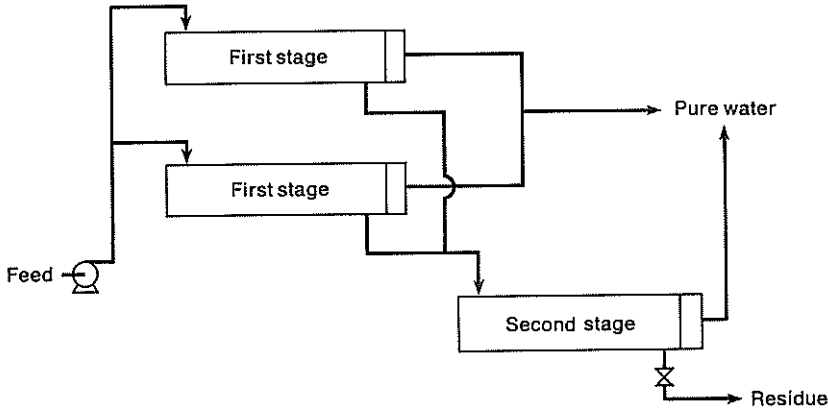 First stage
Pure water
First stage
Feed
Second stage
Residue